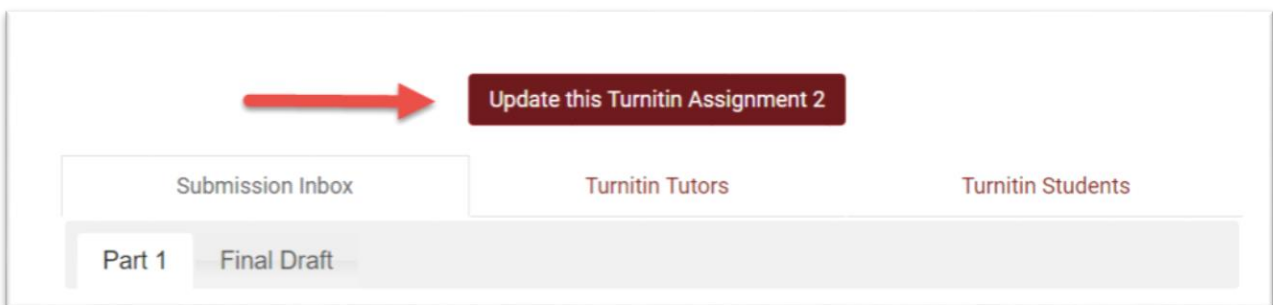 Update this Turnitin Assignment 2
Submission Inbox Turnitin Tutors Turnitin Students
Part 1 Final Draft